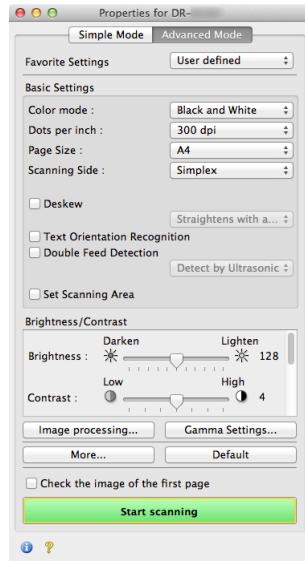 Properties for DR-
Simple Mode Advanced Mode
Favorite Settings User defined
Basic Settings
Color mode : Black and White
Dots per inch : 300 dpi
Page Size : A4
Scanning Side : Simplex
Deskew
Straightens with a...
Text Orientation Recognition
Double Feed Detection
Detect by Ultrasonic
Set Scanning Area
Brightness/Contrast
Darken Lighten
Brightness : 128
Low High
Contrast : 4
Image processing... Gamma Settings...
More... Default
Check the image of the first page
Start scanning